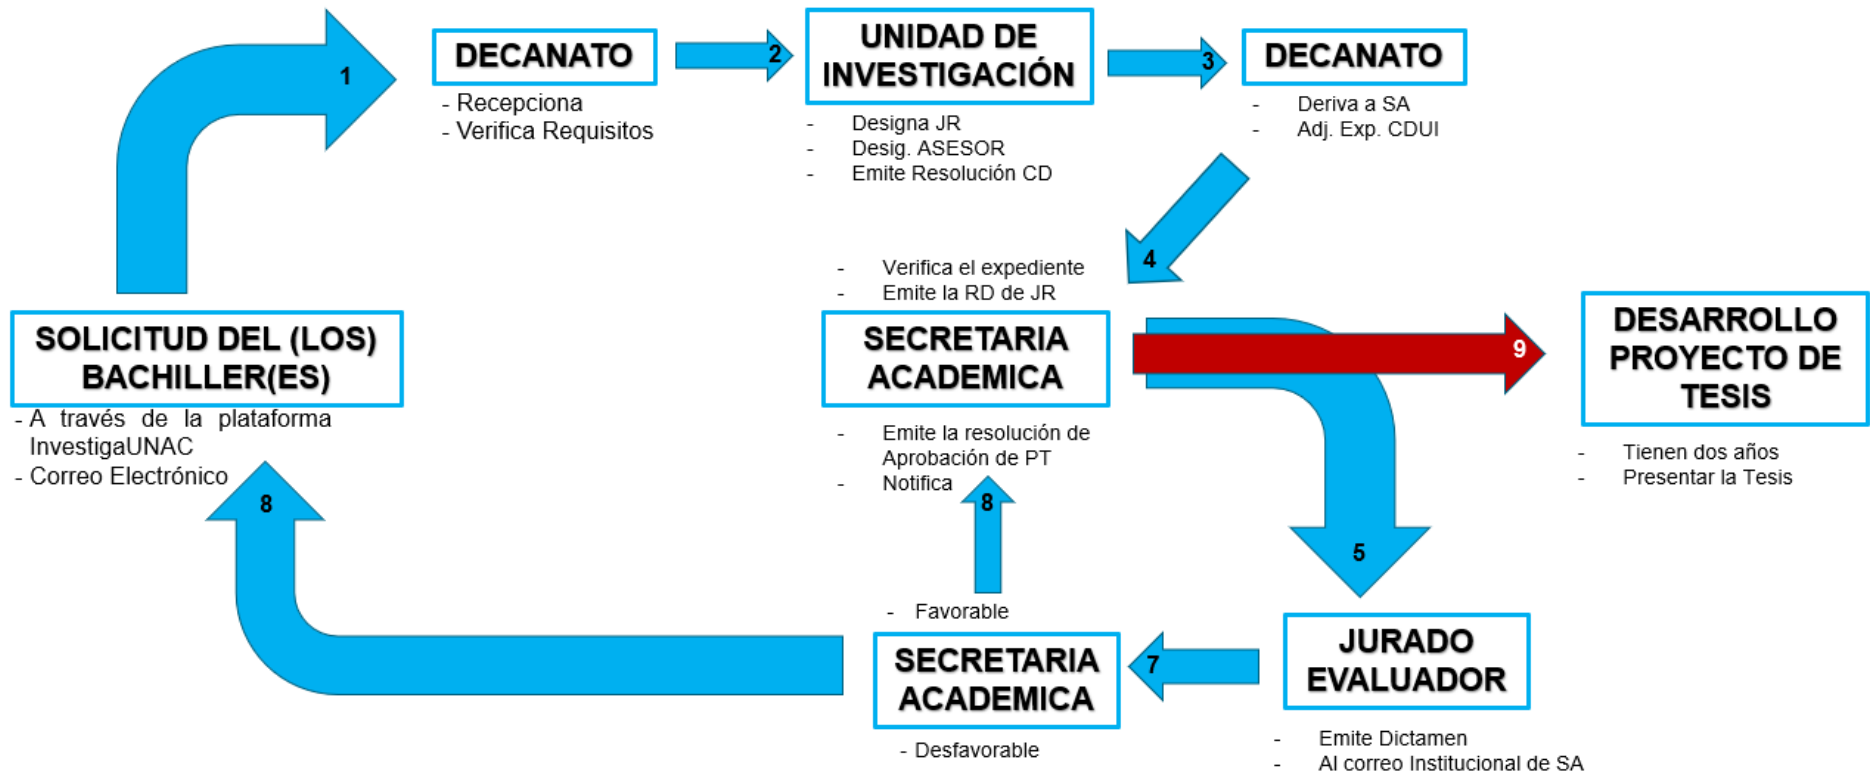 1
DECANATO
- Recepciona
- Verifica Requisitos
2
UNIDAD DE
INVESTIGACIÓN
- Designa JR
- Desig. ASESOR
- Emite Resolución CD
3
DECANATO
- Deriva a SA
- Adj. Exp. CDUI
4
- Verifica el expediente
- Emite la RD de JR
SECRETARIA
ACADEMICA
- Emite la resolución de
Aprobación de PT
- Notifica
9
DESARROLLO
PROYECTO DE
TESIS
- Tienen dos años
- Presentar la Tesis
SOLICITUD DEL (LOS)
BACHILLER(ES)
- A través de la plataforma
InvestigaUNAC
- Correo Electrónico
8
8
5
- Favorable
SECRETARIA
ACADEMICA
- Desfavorable
7
JURADO
EVALUADOR
- Emite Dictamen
- Al correo Institucional de SA